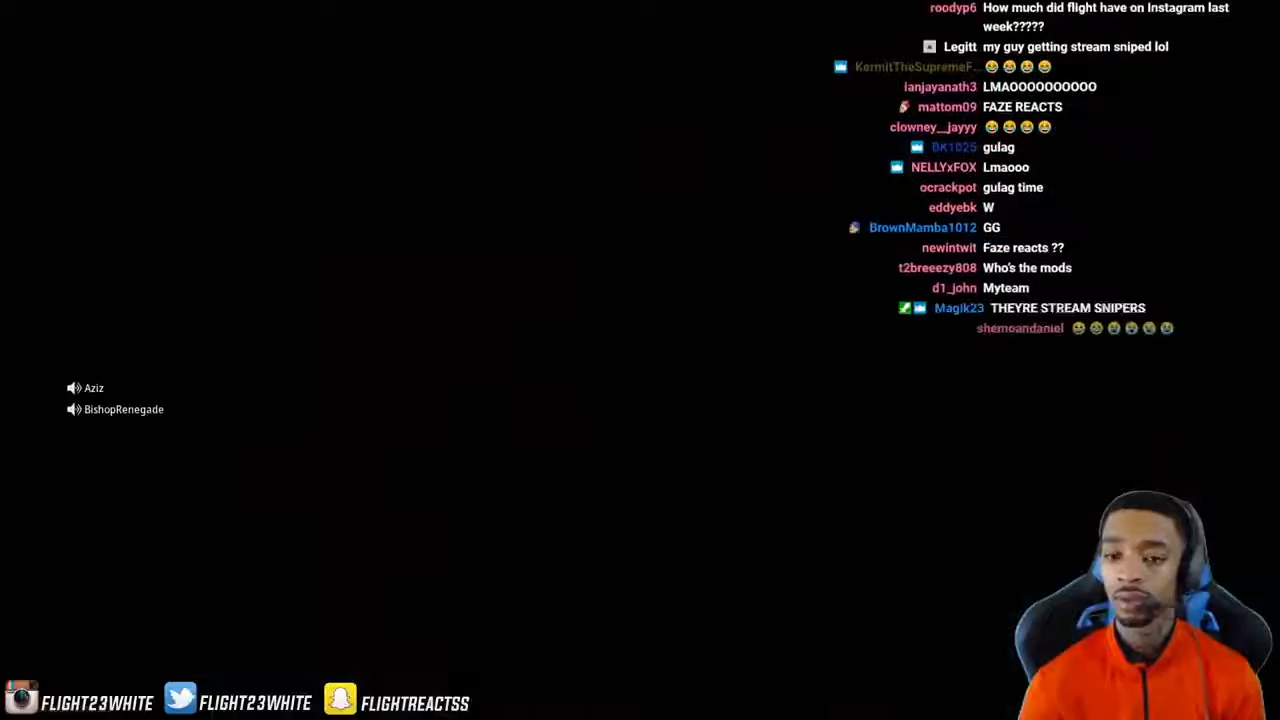 roodyp6 How much did flight have on Instagram last
week?????
Legitt my guy getting stream sniped lol
KermitTheSupremeF...
lanjayanath3 LMAOOOOOOOOOO
mattom09 FAZE REACTS
clowney__jayyy
DK1025 gulag
NELLYxFOX Lmaooo
ocrackpot gulag time
eddyebk W
BrownMamba1012 GG
newintwit Faze reacts ??
t2breeezy808 Who's the mods
d1_john Myteam
Magik23 THEYRE STREAM SNIPERS
shemoandaniel
Aziz
BishopRenegade
FLIGHT23WHITE FLIGHT23WHITE FLIGHTREACTSS